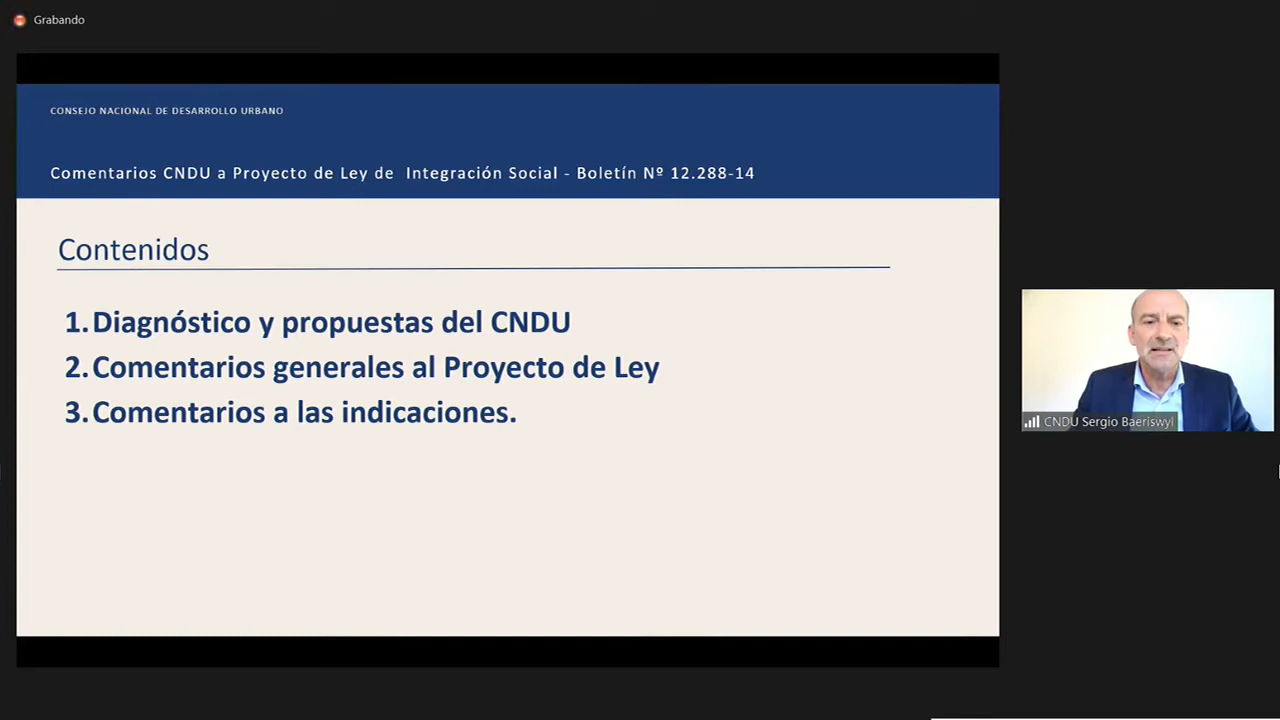 Grabando
CONSEJO NACIONAL DE DESARROLLO URBANO
Comentarios CNDU a Proyecto de Ley de  Integración Social - Boletín Nº 12.288-14
Contenidos
1.Diagnóstico y propuestas del CNDU
2.Comentarios generales al Proyecto de Ley
3.Comentarios a las indicaciones.
CNDU Sergio Baeriswyl